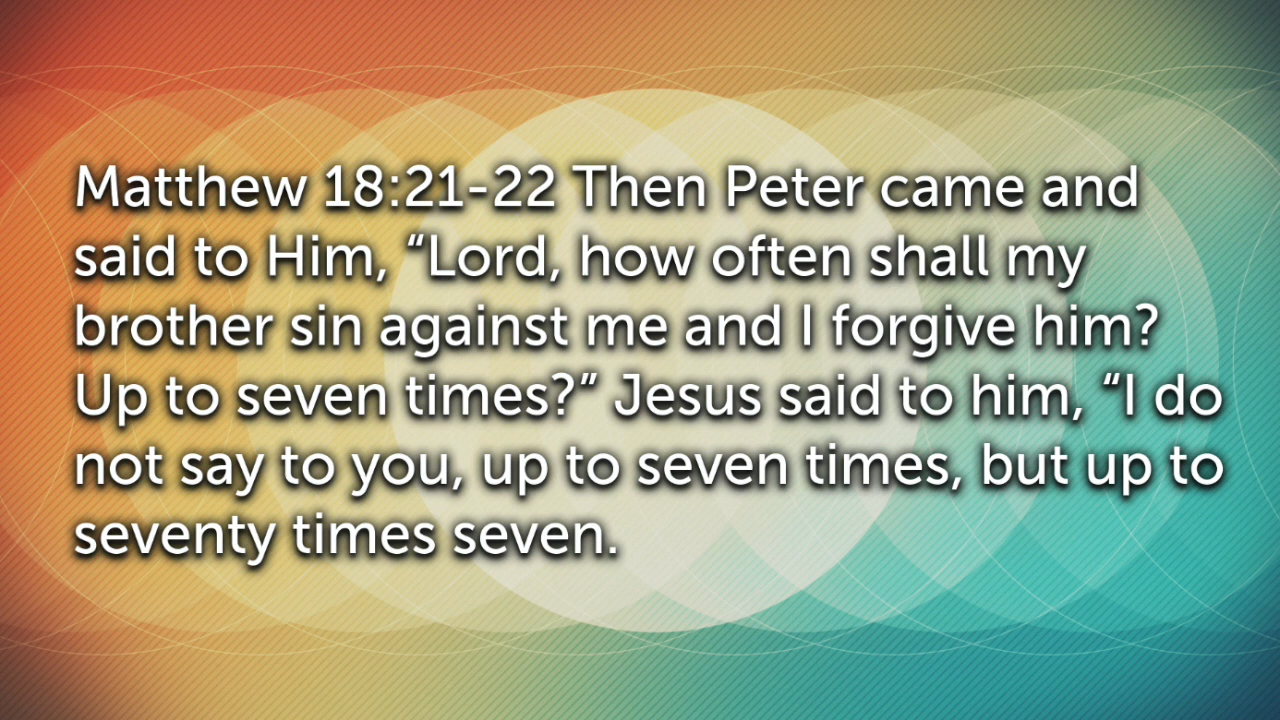 Matthew 18:21-22 Then Peter came and
said to Him, “Lord, how often shall my
brother sin against me and I forgive him?
Up to seven times?” Jesus said to him, “I do
not say to you, up to seven times, but up to
seventy times seven.